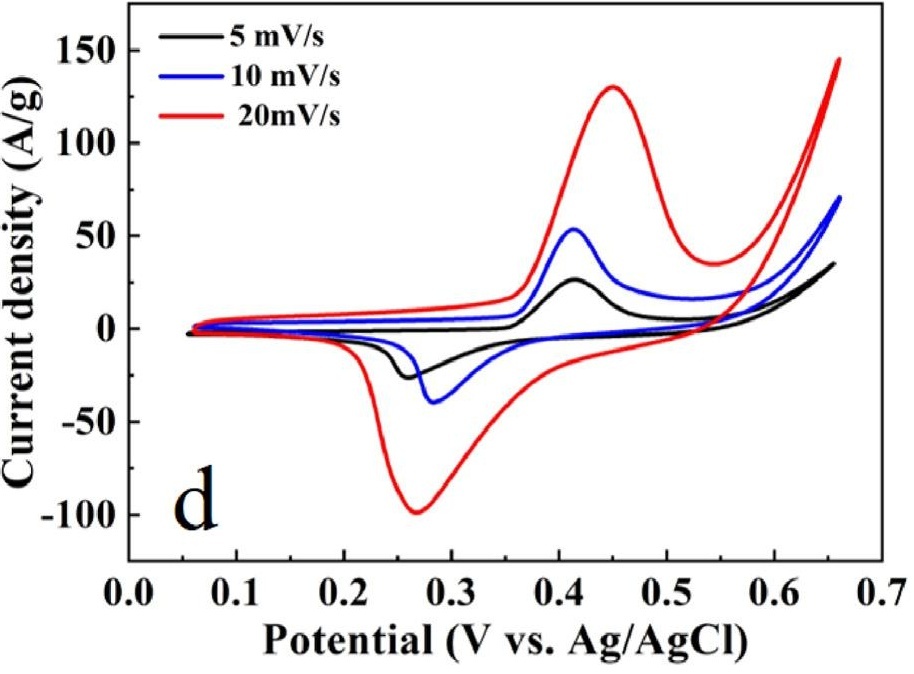 Current density (A/g)
150
100
50
0
-50
-100
5 mV/s
10 mV/s
20mV/s
d
0.0 0.1 0.2 0.3 0.4 0.5 0.6 0.7
Potential (V vs. Ag/AgCl)